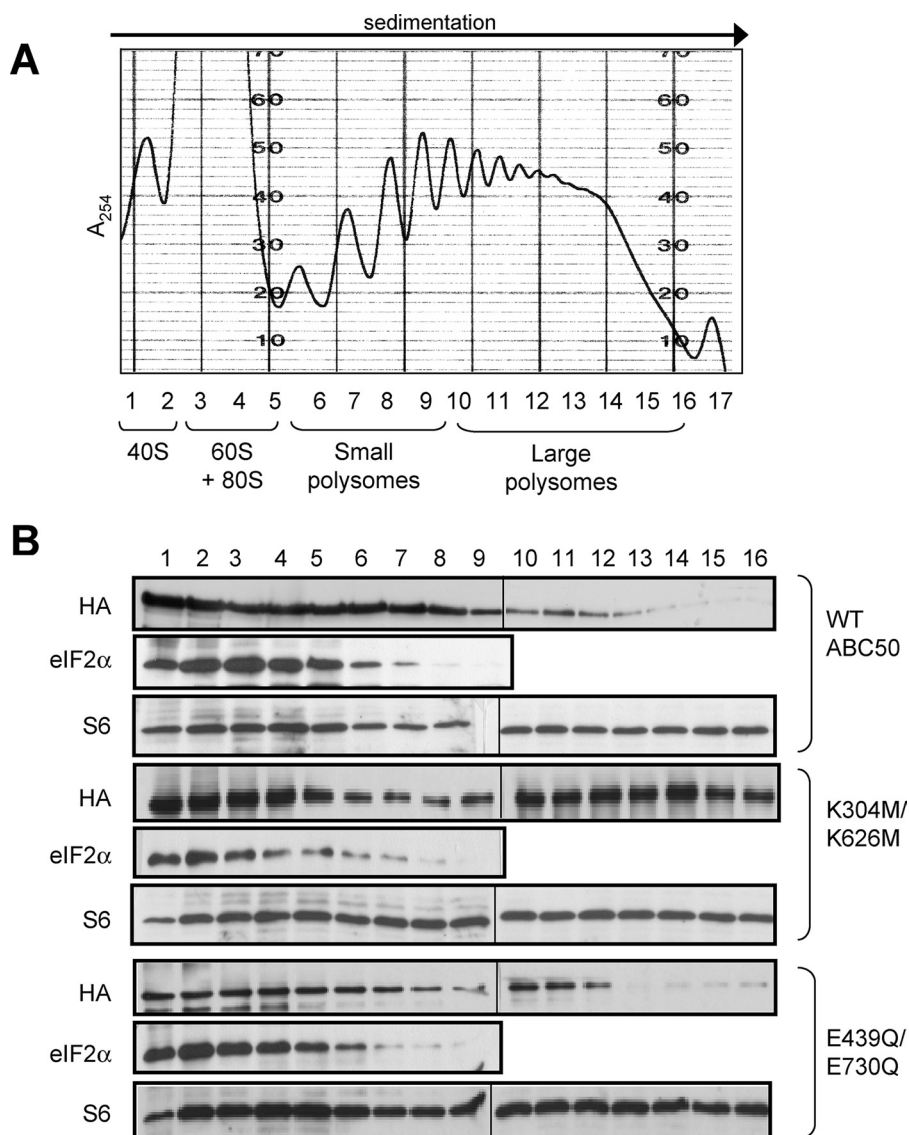 sedimentation
A
70 70
60 60
50 50
40 40
30 30
20 20
10 10
A254
1 2 3 4 5 6 7 8 9 10 11 12 13 14 15 16 17
40S
60S
+ 80S
Small
polysomes
Large
polysomes
B
1 2 3 4 5 6 7 8 9 10 11 12 13 14 15 16
HA
eIF2α
S6
WT
ABC50
HA
eIF2α
S6
K304M/
K626M
HA
eIF2α
S6
E439Q/
E730Q